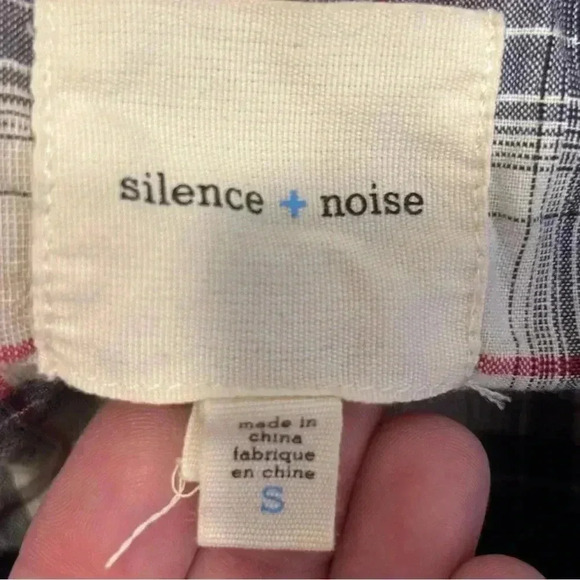 silence + noise
made in
china
fabrique
en chine
S